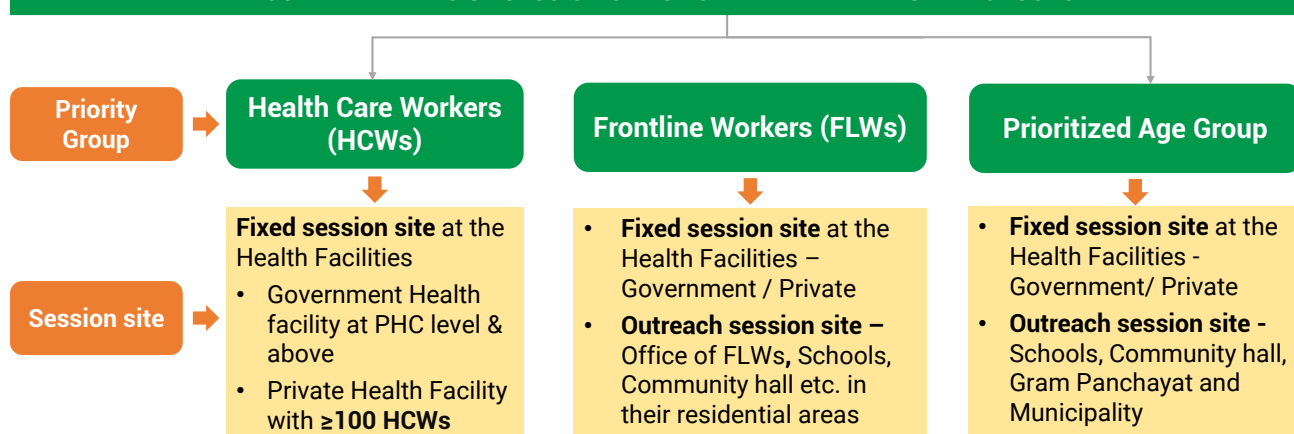 Priority
Group
Health Care Workers
(HCWs)
Frontline Workers (FLWs)
Prioritized Age Group
Session site
Fixed session site at the
Health Facilities
• Government Health
facility at PHC level &
above
• Private Health Facility
with ≥100 HCWs
• Fixed session site at the
Health Facilities –
Government / Private
• Outreach session site –
Office of FLWs, Schools,
Community hall etc. in
their residential areas
• Fixed session site at the
Health Facilities -
Government/ Private
• Outreach session site -
Schools, Community hall,
Gram Panchayat and
Municipality